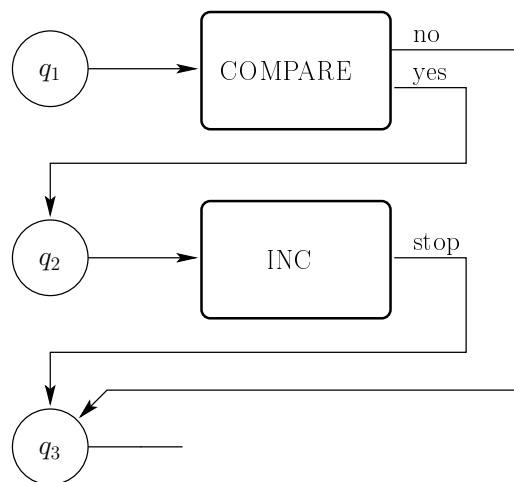 no
q₁ COMPARE
yes
stop
q₂ INC
q₃